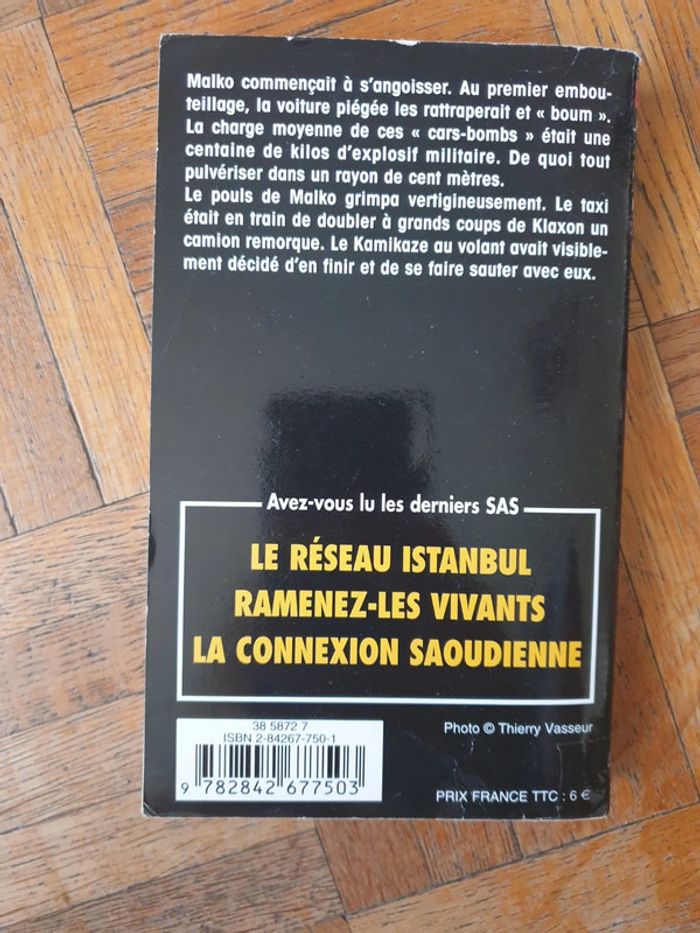 Malko commençait à s'angoisser. Au premier embou-
teillage, la voiture piégée les rattraperait et « boum ».
La charge moyenne de ces « cars-bombs » était une
centaine de kilos d'explosif militaire. De quoi tout
pulvériser dans un rayon de cent mètres.
Le pouls de Malko grimpa vertigineusement. Le taxi
était en train de doubler à grands coups de Klaxon un
camion remorque. Le Kamikaze au volant avait visible-
ment décidé d'en finir et de se faire sauter avec eux.
Avez-vous lu les derniers SAS
LE RÉSEAU ISTANBUL
RAMENEZ-LES VIVANTS
LA CONNEXION SAOUDIENNE
38 5872 7
ISBN 2-84267-750-1
9 782842 677503
Photo © Thierry Vasseur
PRIX FRANCE TTC : 6 €